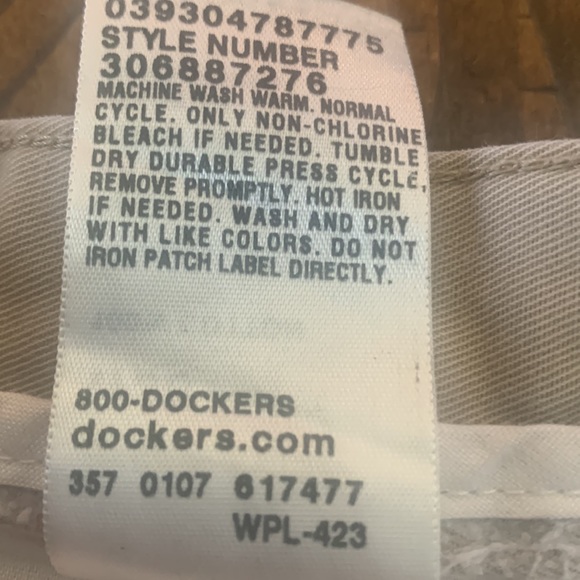 039304787775
STYLE NUMBER
306887276
MACHINE WASH WARM. NORMAL
CYCLE. ONLY NON-CHLORINE
BLEACH IF NEEDED. TUMBLE
DRY DURABLE PRESS CYCLE,
REMOVE PROMPTLY. HOT IRON
IF NEEDED. WASH AND DRY
WITH LIKE COLORS. DO NOT
IRON PATCH LABEL DIRECTLY.
800-DOCKERS
dockers.com
357 0107 617477
WPL-423